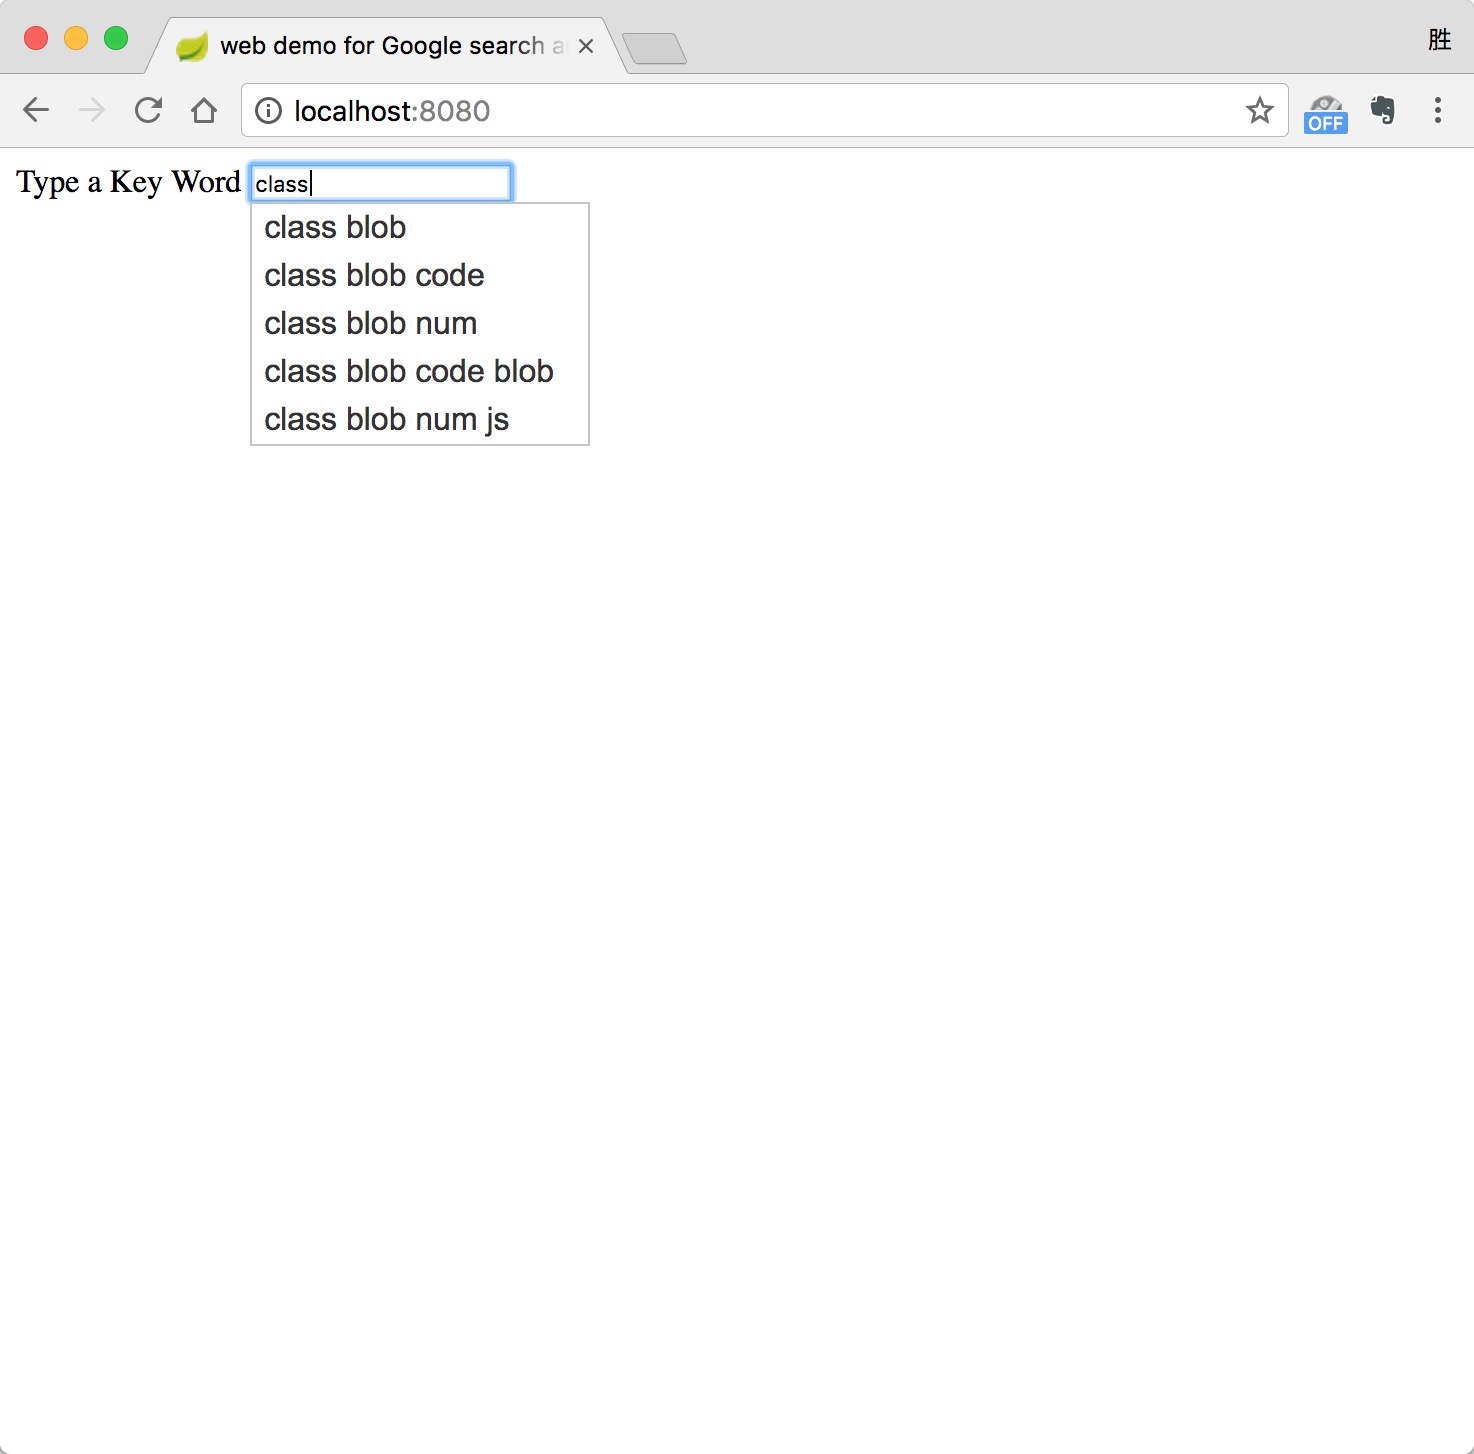 web demo for Google search a
胜
localhost:8080
OFF
Type a Key Word class
class blob
class blob code
class blob num
class blob code blob
class blob num js